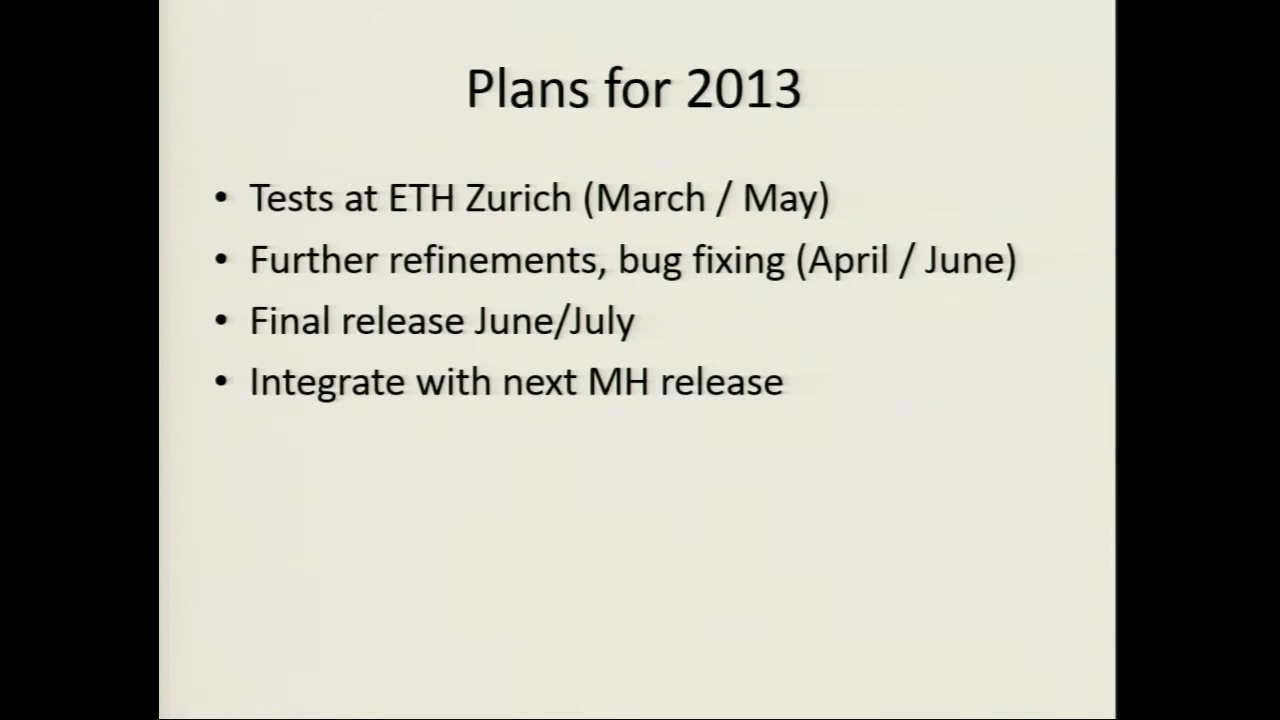 Plans for 2013
• Tests at ETH Zurich (March / May)
• Further refinements, bug fixing (April / June)
• Final release June/July
• Integrate with next MH release